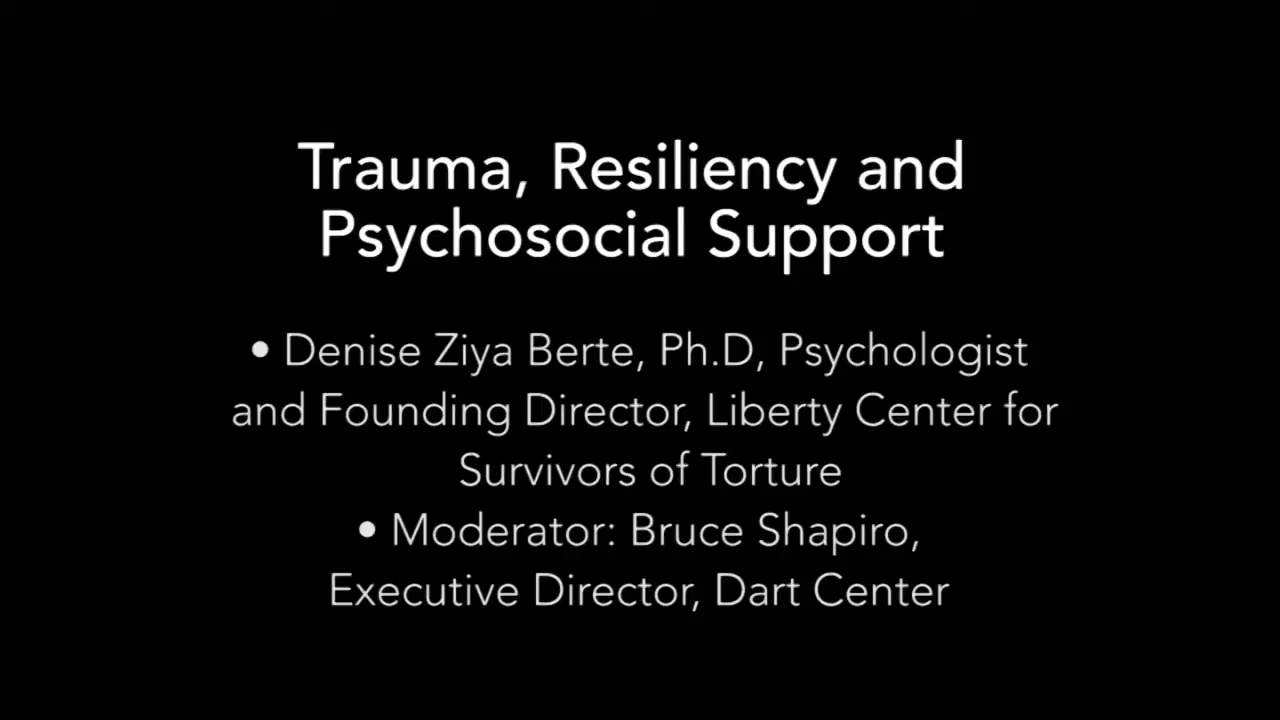 Trauma, Resiliency and
Psychosocial Support
• Denise Ziya Berte, Ph.D, Psychologist
and Founding Director, Liberty Center for
Survivors of Torture
• Moderator: Bruce Shapiro,
Executive Director, Dart Center